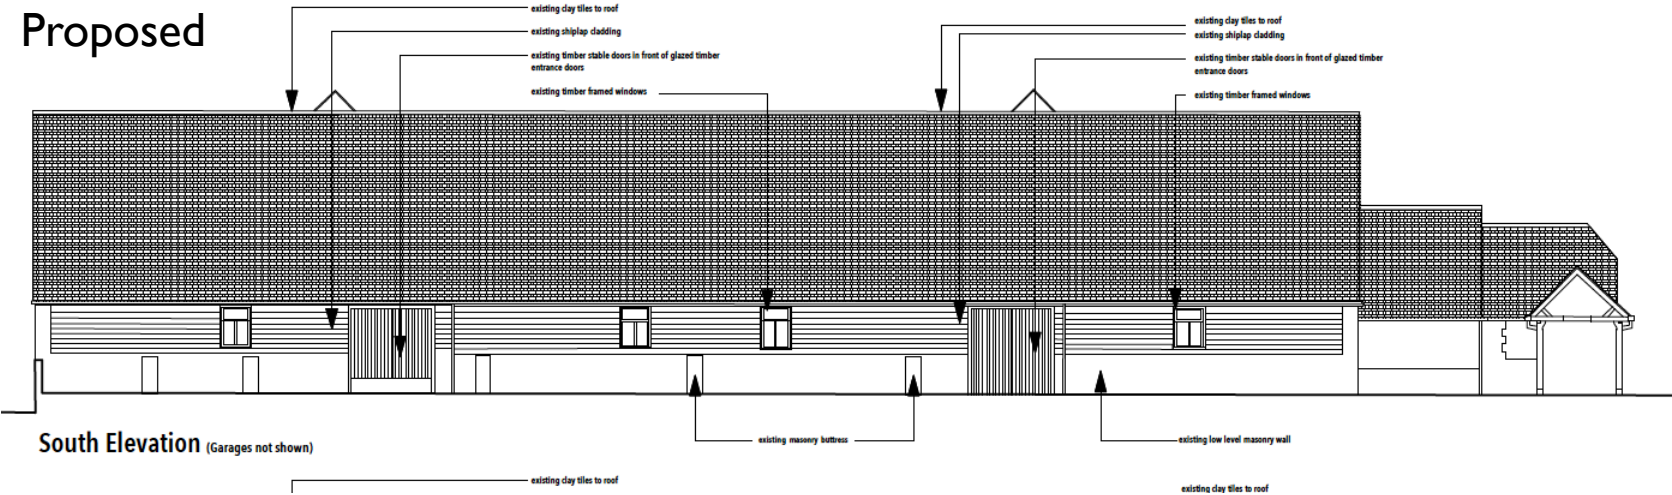 Proposed
existing clay tiles to roof
existing shiplap cladding
existing timber stable doors in front of glazed timber
entrance doors
existing timber framed windows
existing clay tiles to roof
existing shiplap cladding
existing timber stable doors in front of glazed timber
entrance doors
existing timber framed windows
existing masonry buttress
existing low level masonry wall
South Elevation (Garages not shown)
existing clay tiles to roof
existing clay tiles to roof